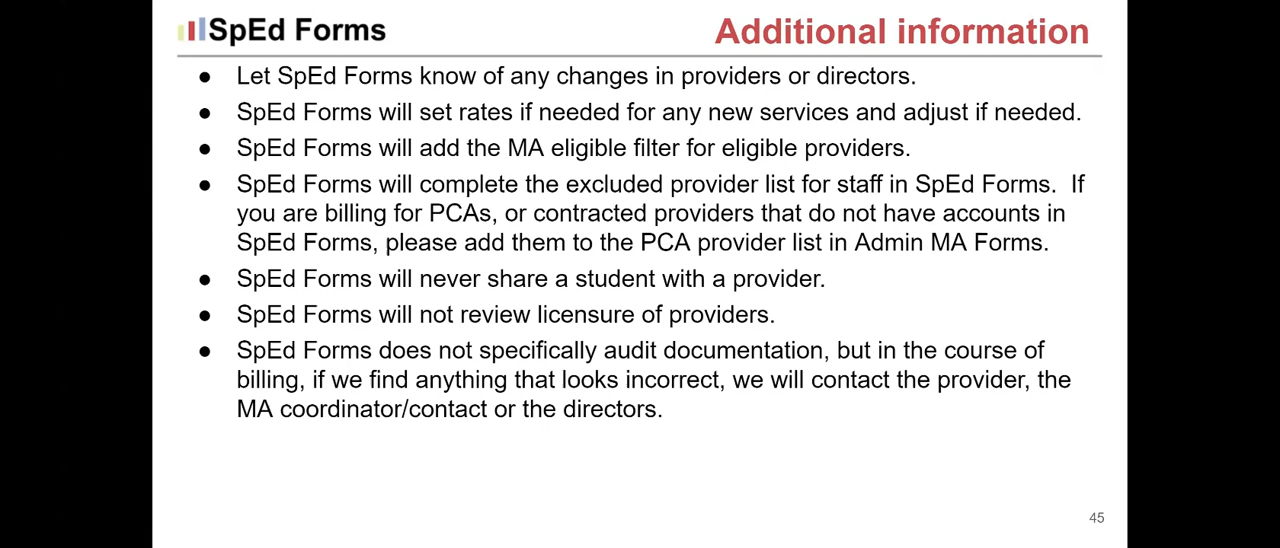 SpEd Forms
Additional information
● Let SpEd Forms know of any changes in providers or directors.
● SpEd Forms will set rates if needed for any new services and adjust if needed.
● SpEd Forms will add the MA eligible filter for eligible providers.
● SpEd Forms will complete the excluded provider list for staff in SpEd Forms.  If
you are billing for PCAs, or contracted providers that do not have accounts in
SpEd Forms, please add them to the PCA provider list in Admin MA Forms.
● SpEd Forms will never share a student with a provider.
● SpEd Forms will not review licensure of providers.
● SpEd Forms does not specifically audit documentation, but in the course of
billing, if we find anything that looks incorrect, we will contact the provider, the
MA coordinator/contact or the directors.
45